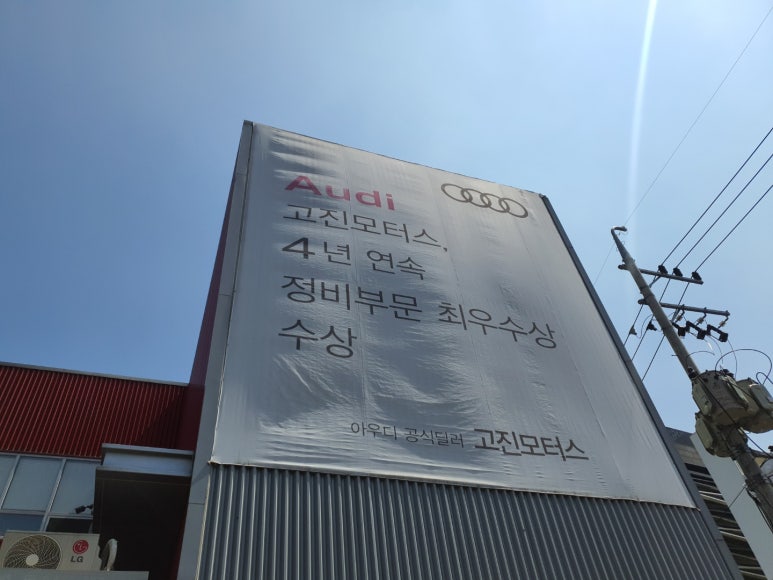 Audi
고진모터스,
4년 연속
정비부문 최우수상
수상
아우디 공식딜러 고진모터스
LG